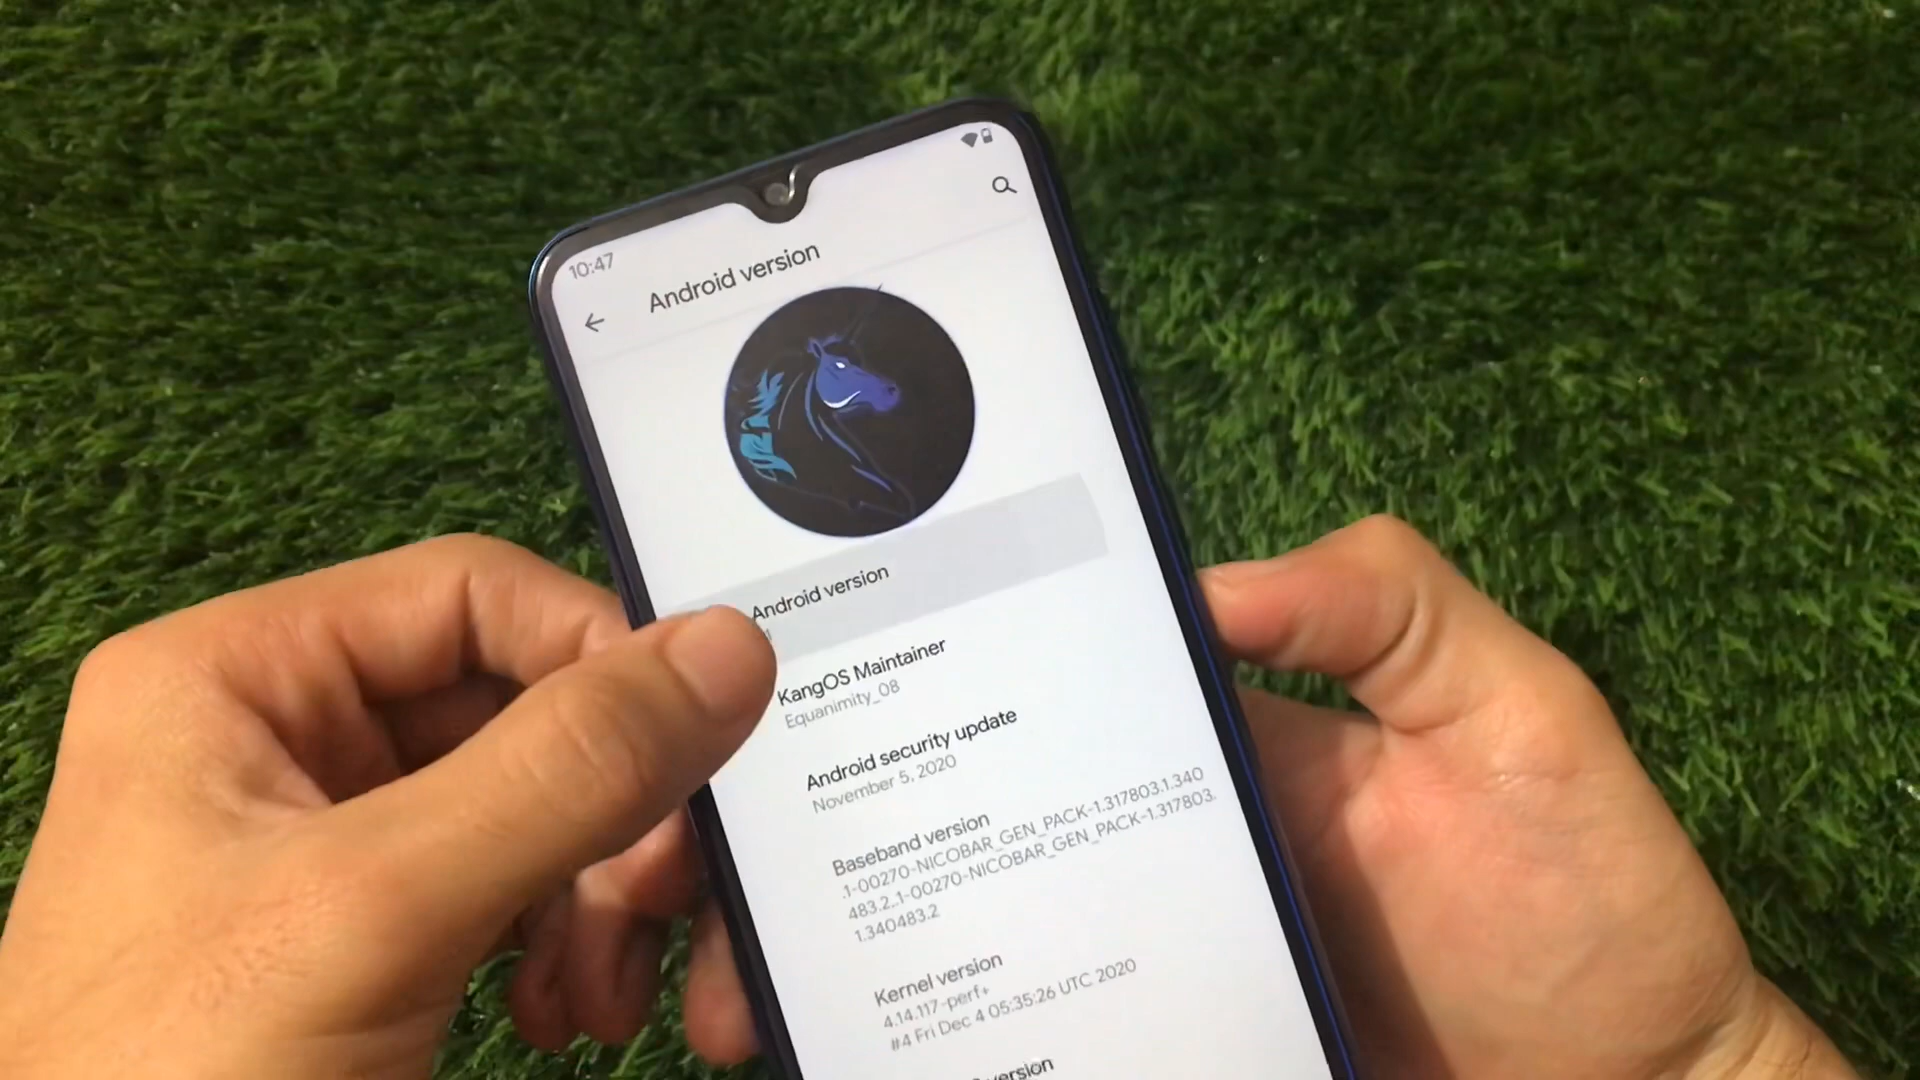 10:47
Android version
Android version
KangOS Maintainer
Equanimity_08
Android security update
November 5, 2020
Baseband version
.1-00270-NICOBAR_GEN_PACK-1.317803.1.340
483.2,.1-00270-NICOBAR_GEN_PACK-1.317803.
1.340483.2
Kernel version
4.14.117-perf+
#4 Fri Dec 4 05:35:26 UTC 2020
version